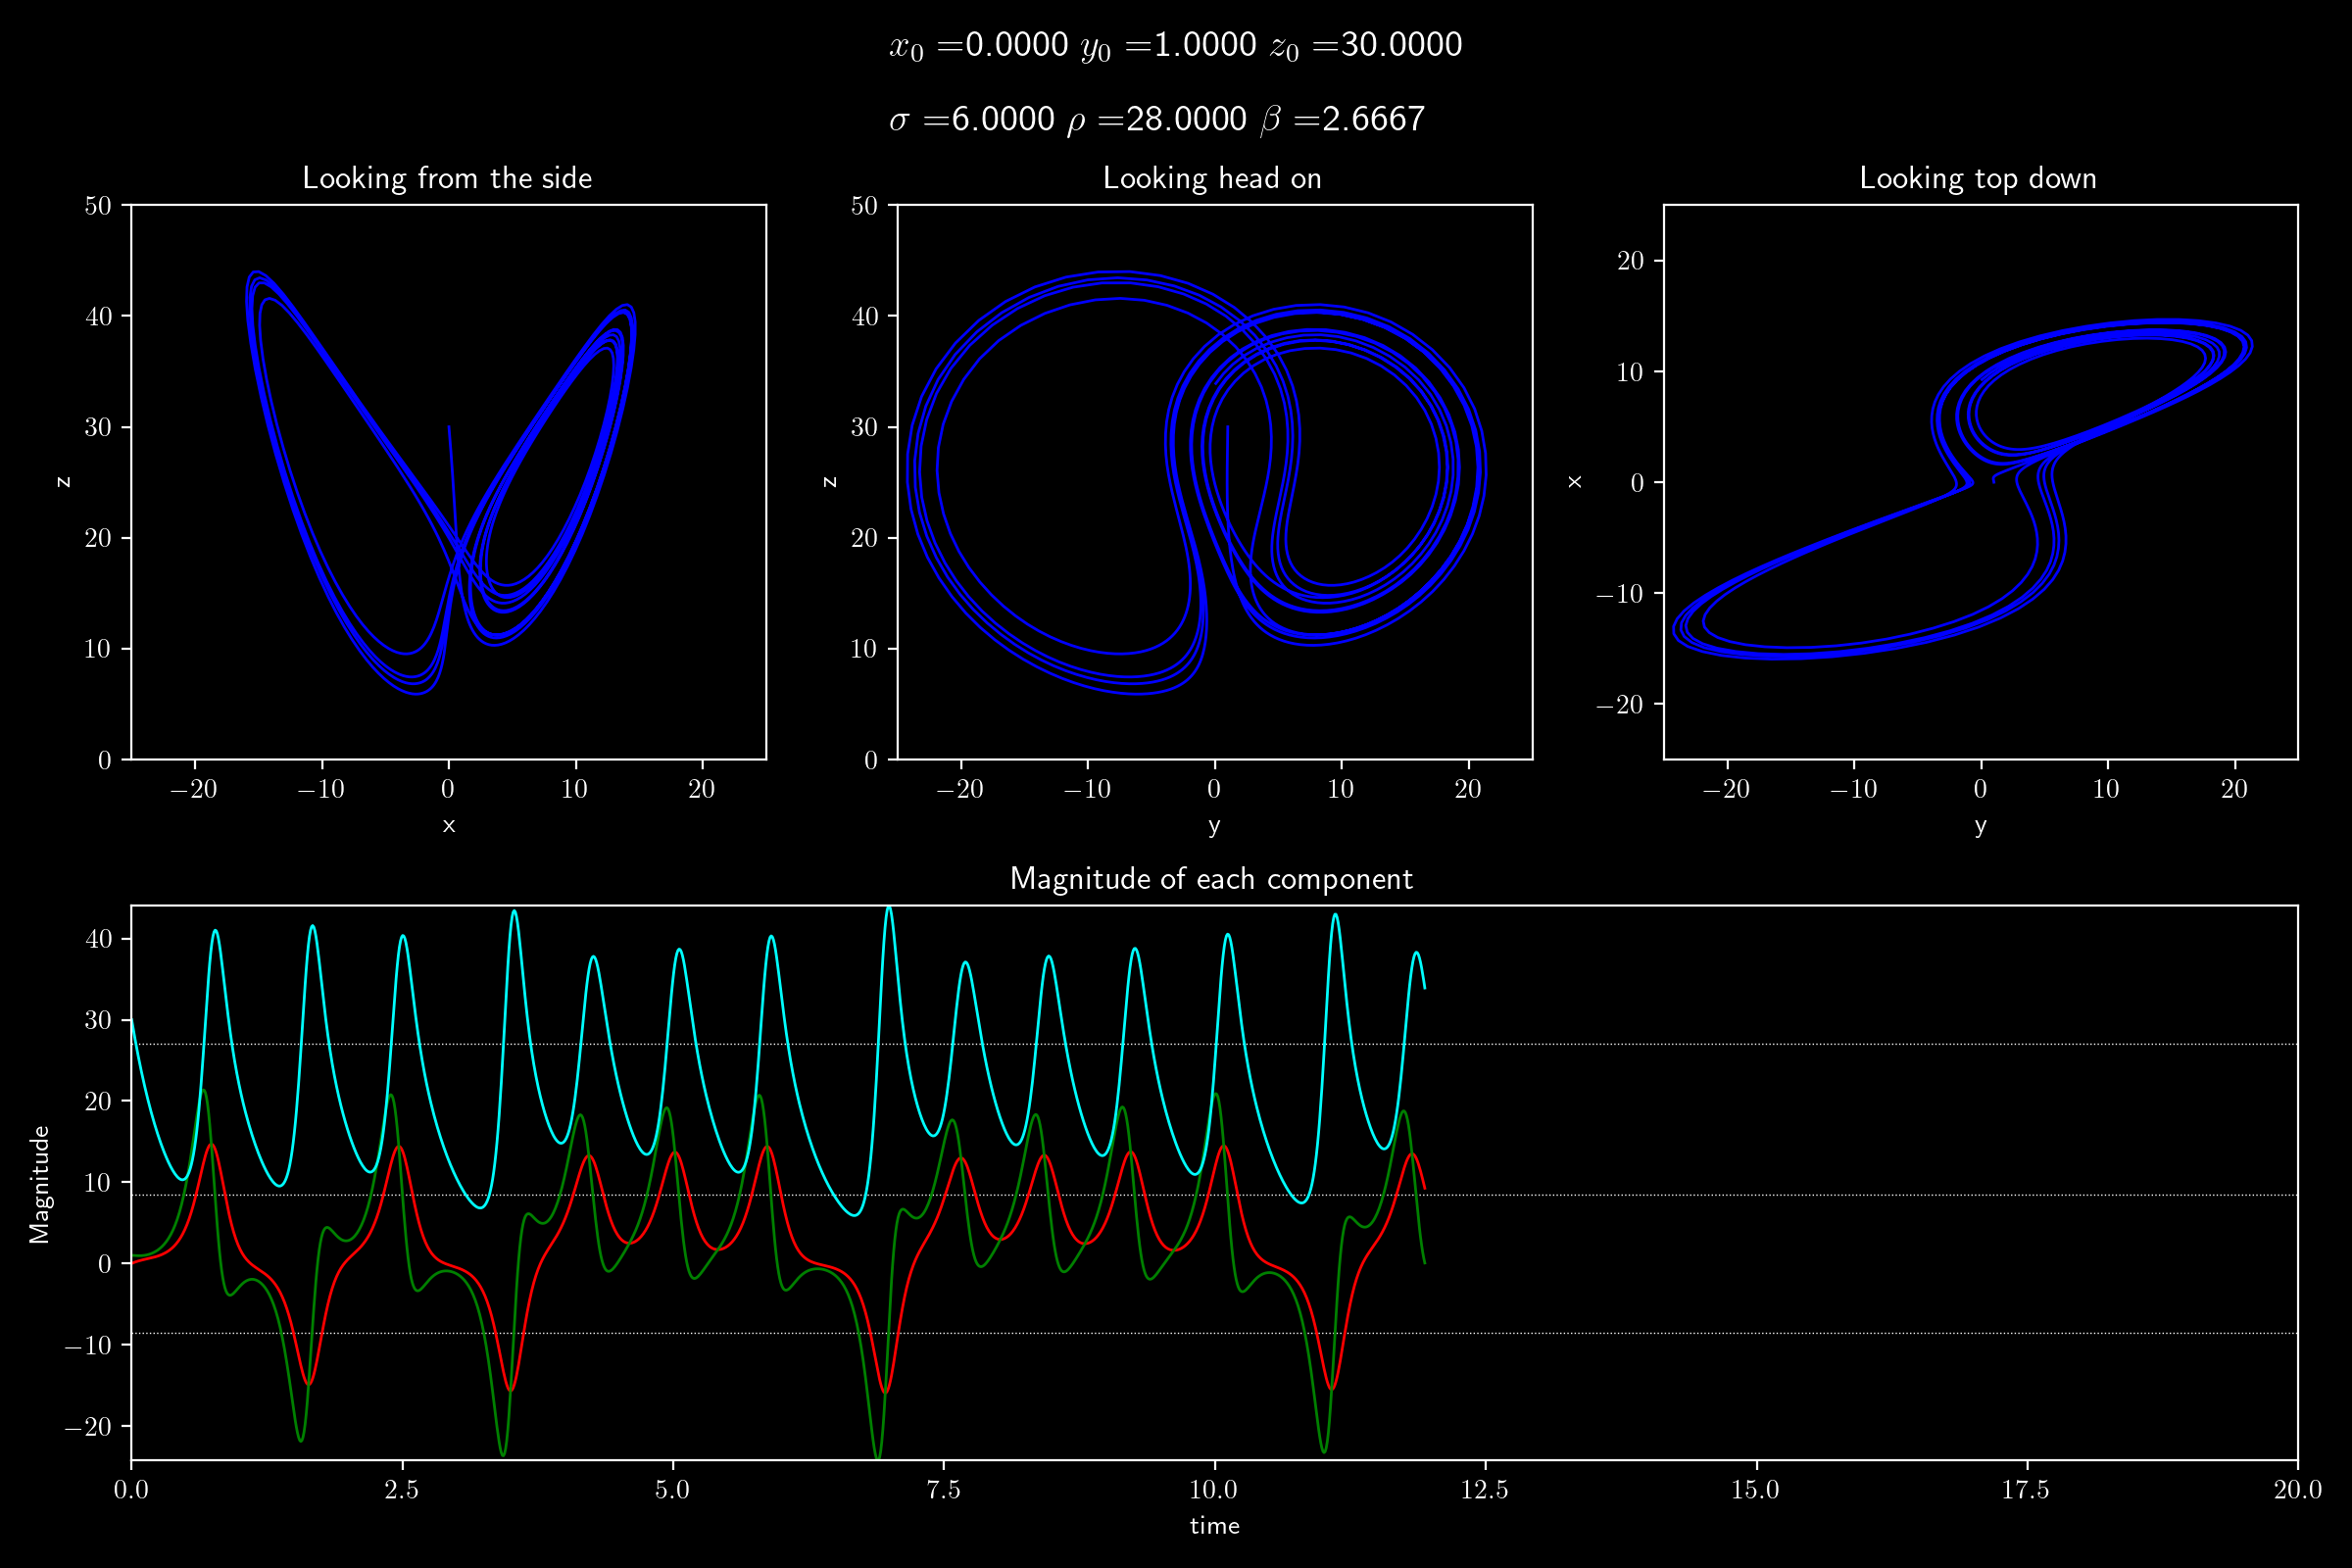 x₀ =0.0000 y₀ =1.0000 z₀ =30.0000
σ =6.0000 ρ =28.0000 β =2.6667
Looking from the side
50
40
30
20
10
0
z
−20 −10 0 10 20
x
Looking head on
50
40
30
20
10
0
z
−20 −10 0 10 20
y
Looking top down
20
10
0
−10
−20
x
−20 −10 0 10 20
y
Magnitude of each component
40
30
20
10
0
−10
−20
Magnitude
0.0 2.5 5.0 7.5 10.0 12.5 15.0 17.5 20.0
time